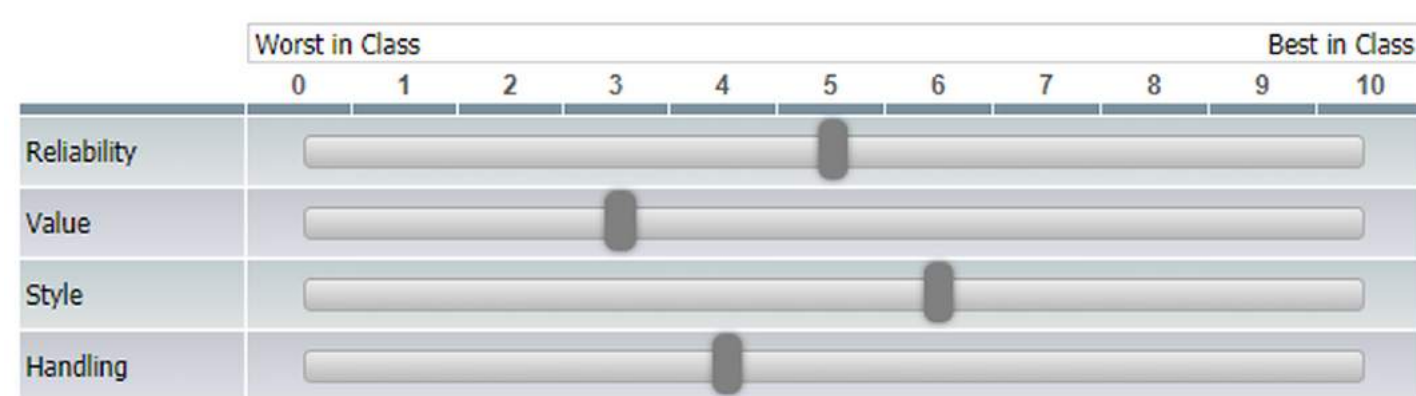 Worst in Class Best in Class
0 1 2 3 4 5 6 7 8 9 10
Reliability
Value
Style
Handling